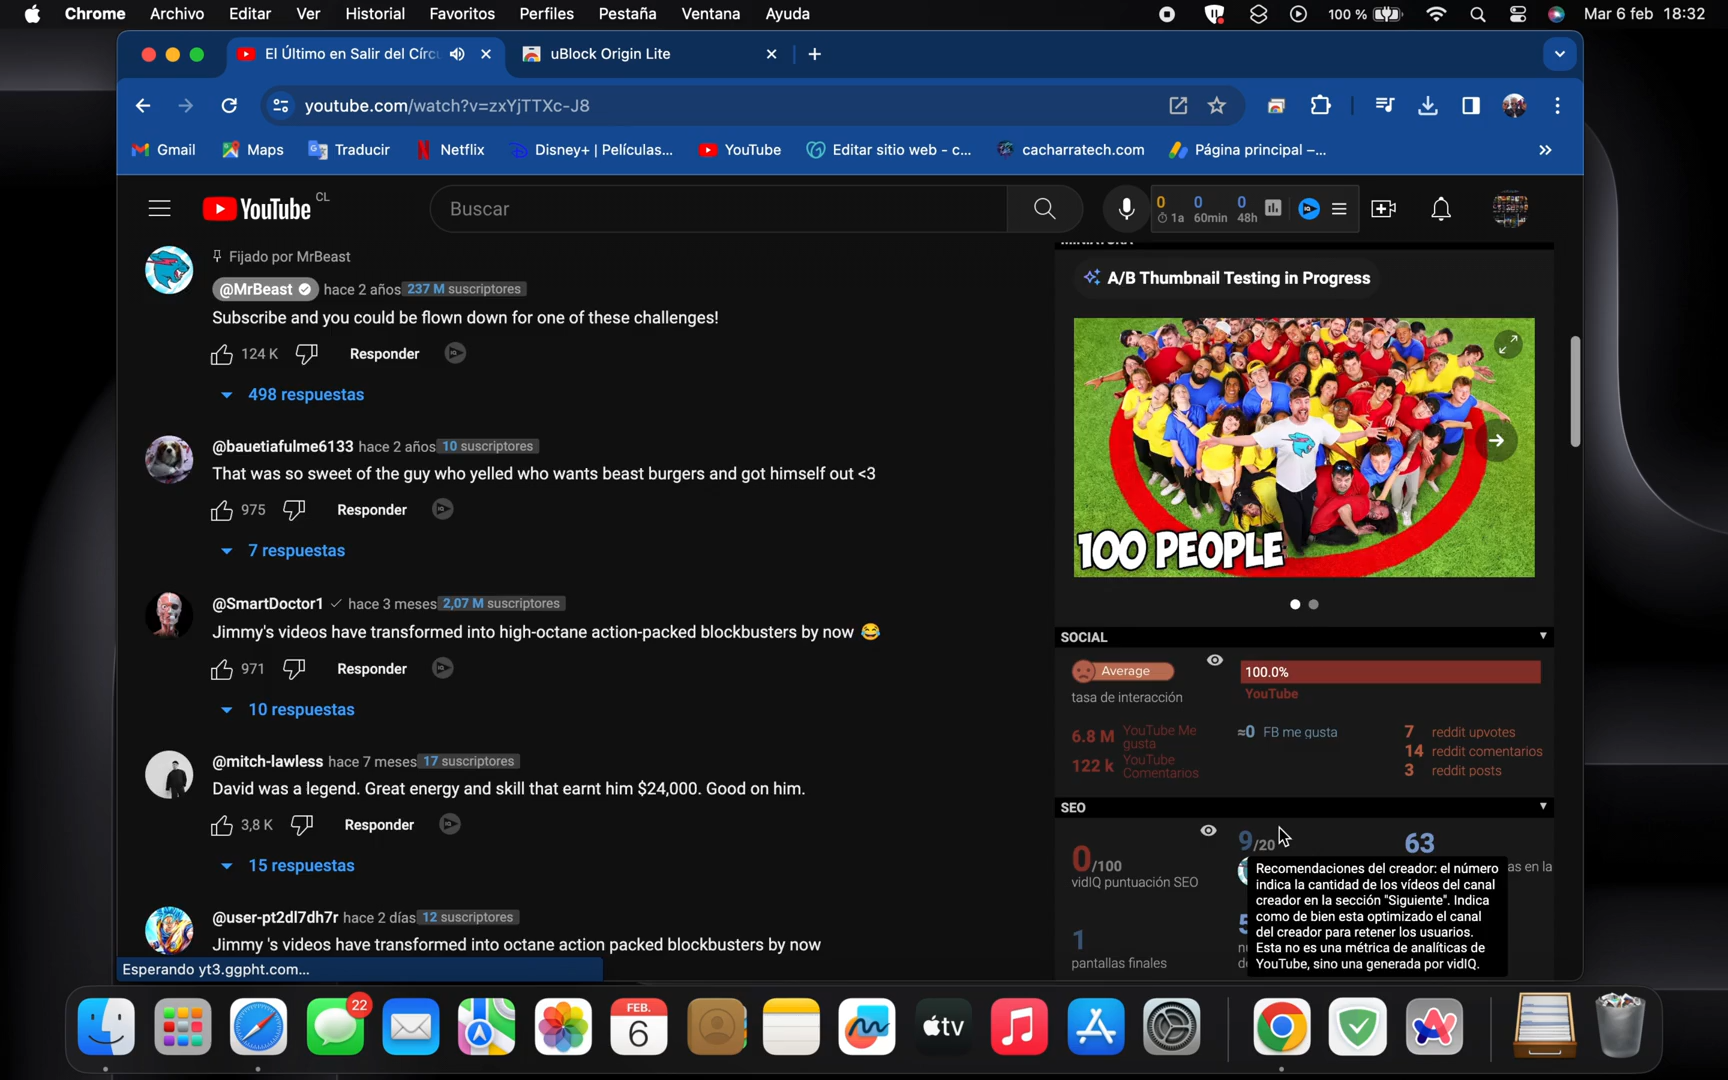 Chrome Archivo Editar Ver Historial Favoritos Perfiles Pestaña Ventana Ayuda 100 % Mar 6 feb 18:32
El Último en Salir del Círcu
uBlock Origin Lite
youtube.com/watch?v=zxYjTTXc-J8
Gmail Maps Traducir Netflix Disney+ | Películas... YouTube Editar sitio web - c... cacharratech.com Página principal –...
YouTube CL
Buscar
0 0 0
1a 60min 48h
Fijado por MrBeast
@MrBeast hace 2 años 237 M suscriptores
Subscribe and you could be flown down for one of these challenges!
124 K Responder
498 respuestas
@bauetiafulme6133 hace 2 años 10 suscriptores
That was so sweet of the guy who yelled who wants beast burgers and got himself out <3
975 Responder
7 respuestas
@SmartDoctor1 hace 3 meses 2,07 M suscriptores
Jimmy's videos have transformed into high-octane action-packed blockbusters by now 😂
971 Responder
10 respuestas
@mitch-lawless hace 7 meses 17 suscriptores
David was a legend. Great energy and skill that earnt him $24,000. Good on him.
3,8 K Responder
15 respuestas
@user-pt2dl7dh7r hace 2 días 12 suscriptores
Jimmy 's videos have transformed into octane action packed blockbusters by now
Esperando yt3.ggpht.com...
A/B Thumbnail Testing in Progress
100 PEOPLE
SOCIAL
Average
tasa de interacción
100.0%
YouTube
6.8 M YouTube Me gusta
122 k YouTube Comentarios
≈0 FB me gusta
7 reddit upvotes
14 reddit comentarios
3 reddit posts
SEO
0/100
vidIQ puntuación SEO
9/20
63
as en la
1
pantallas finales
Recomendaciones del creador: el número
indica la cantidad de los vídeos del canal
creador en la sección "Siguiente". Indica
como de bien esta optimizado el canal
del creador para retener los usuarios.
Esta no es una métrica de analíticas de
YouTube, sino una generada por vidIQ.
22
FEB.
6
tv